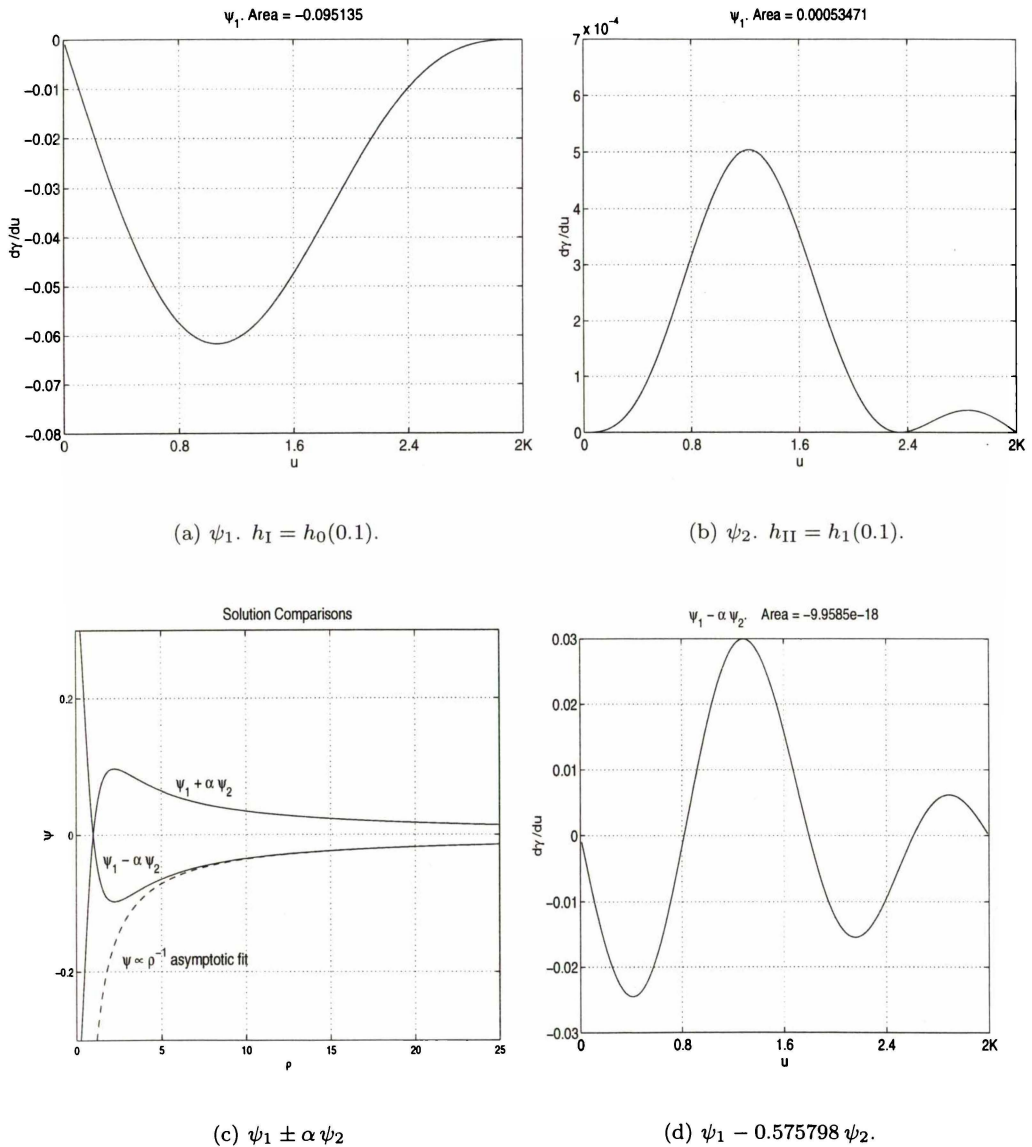 ψ₁. Area = −0.095135
0
−0.01
−0.02
−0.03
−0.04
−0.05
−0.06
−0.07
−0.08
dγ/du
0
0.8
1.6
2.4
2K
u
(a) ψ₁. h_I = h₀(0.1).
ψ₁. Area = 0.00053471
7 x 10⁻⁴
6
5
4
3
2
1
0
dγ/du
0
0.8
1.6
2.4
2K
u
(b) ψ₂. h_II = h₁(0.1).
Solution Comparisons
0.2
0
−0.2
ψ
ψ₁ + α ψ₂
ψ₁ − α ψ₂
ψ ∝ ρ⁻¹ asymptotic fit
0
5
10
15
20
25
ρ
(c) ψ₁ ± α ψ₂
ψ₁ − α ψ₂. Area = −9.9585e−18
0.03
0.02
0.01
0
−0.01
−0.02
−0.03
dγ/du
0
0.8
1.6
2.4
2K
u
(d) ψ₁ − 0.575798 ψ₂.